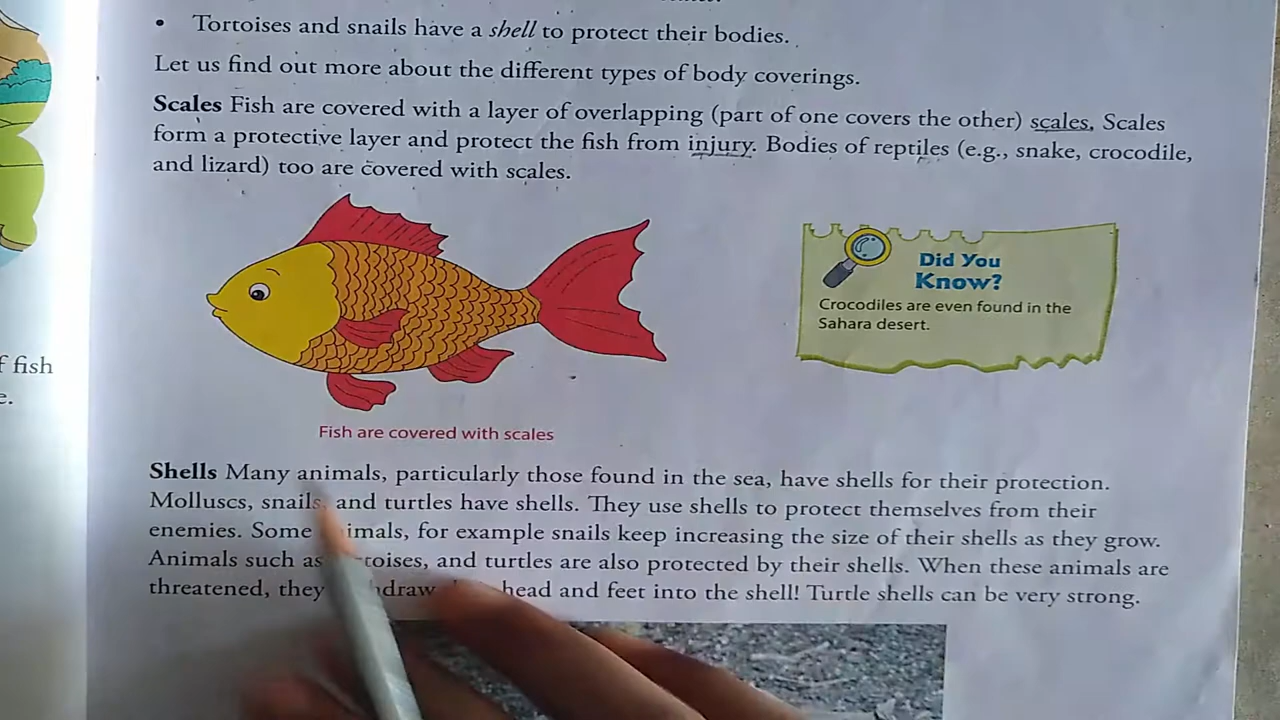 • Tortoises and snails have a shell to protect their bodies.
Let us find out more about the different types of body coverings.
Scales Fish are covered with a layer of overlapping (part of one covers the other) scales. Scales
form a protective layer and protect the fish from injury. Bodies of reptiles (e.g., snake, crocodile,
and lizard) too are covered with scales.
Did You
Know?
Crocodiles are even found in the
Sahara desert.
fish
Fish are covered with scales
Shells Many animals, particularly those found in the sea, have shells for their protection.
Molluscs, snails, and turtles have shells. They use shells to protect themselves from their
enemies. Some animals, for example snails keep increasing the size of their shells as they grow.
Animals such as tortoises, and turtles are also protected by their shells. When these animals are
threatened, they head and feet into the shell! Turtle shells can be very strong.